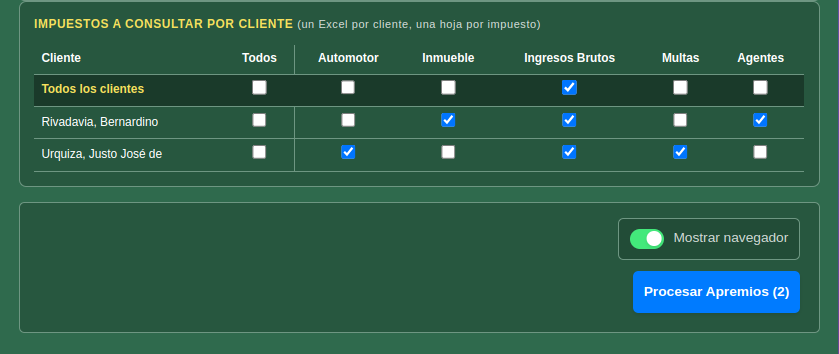 IMPUESTOS A CONSULTAR POR CLIENTE (un Excel por cliente, una hoja por impuesto)
Cliente Todos Automotor Inmueble Ingresos Brutos Multas Agentes
Todos los clientes
Rivadavia, Bernardino
Urquiza, Justo José de
Mostrar navegador
Procesar Apremios (2)